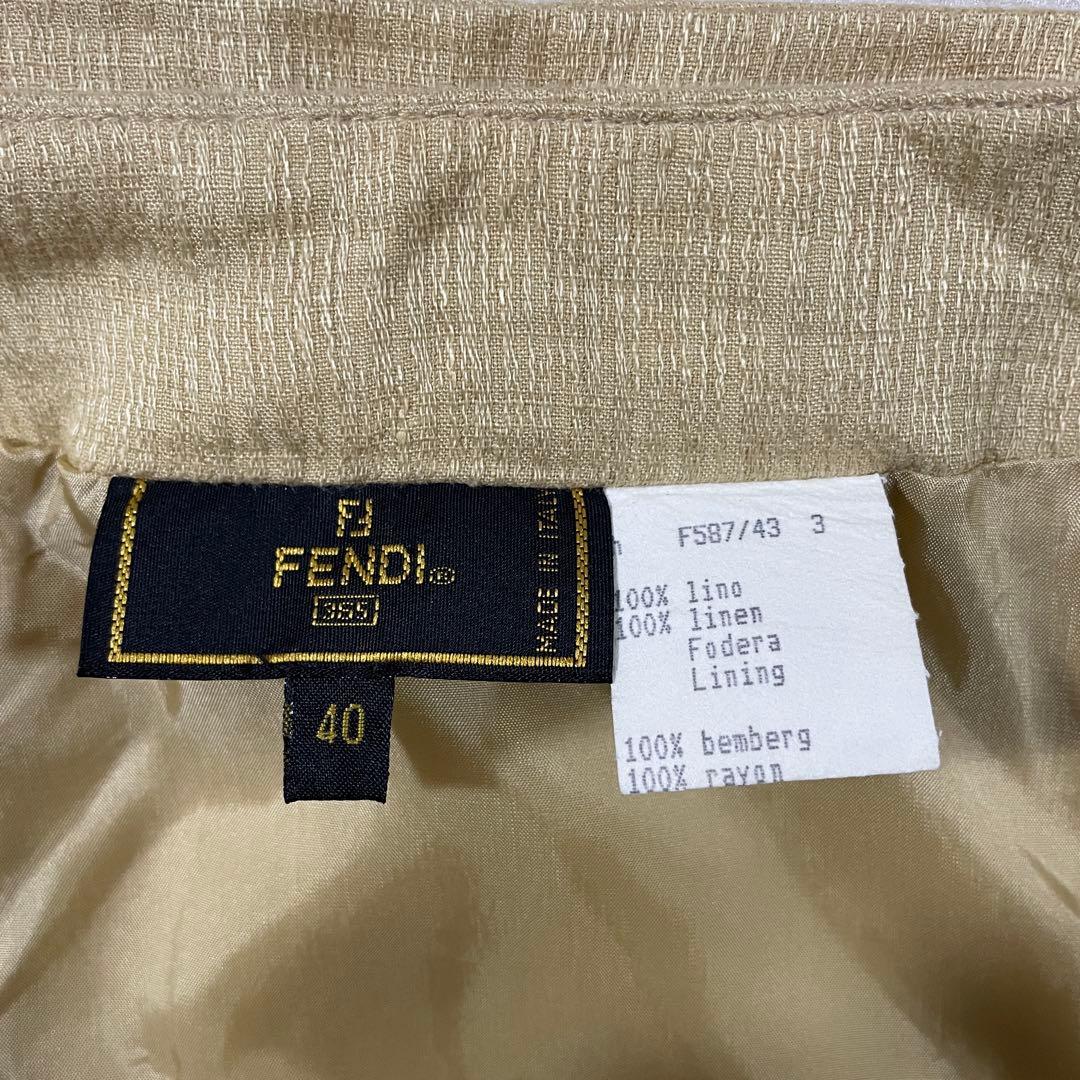 FENDI®
365
MADE IN ITALY
40
F587/43 3
100% lino
100% linen
Fodera
Lining
100% bemberg
100% rayon